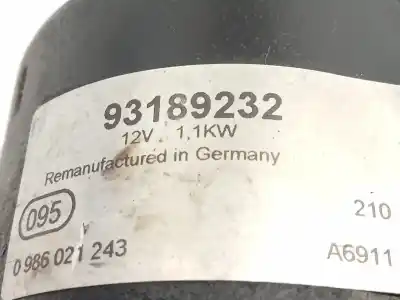 93189232
12V 1,1KW
Remanufactured in Germany
095
210
0 986 021 243
A6911